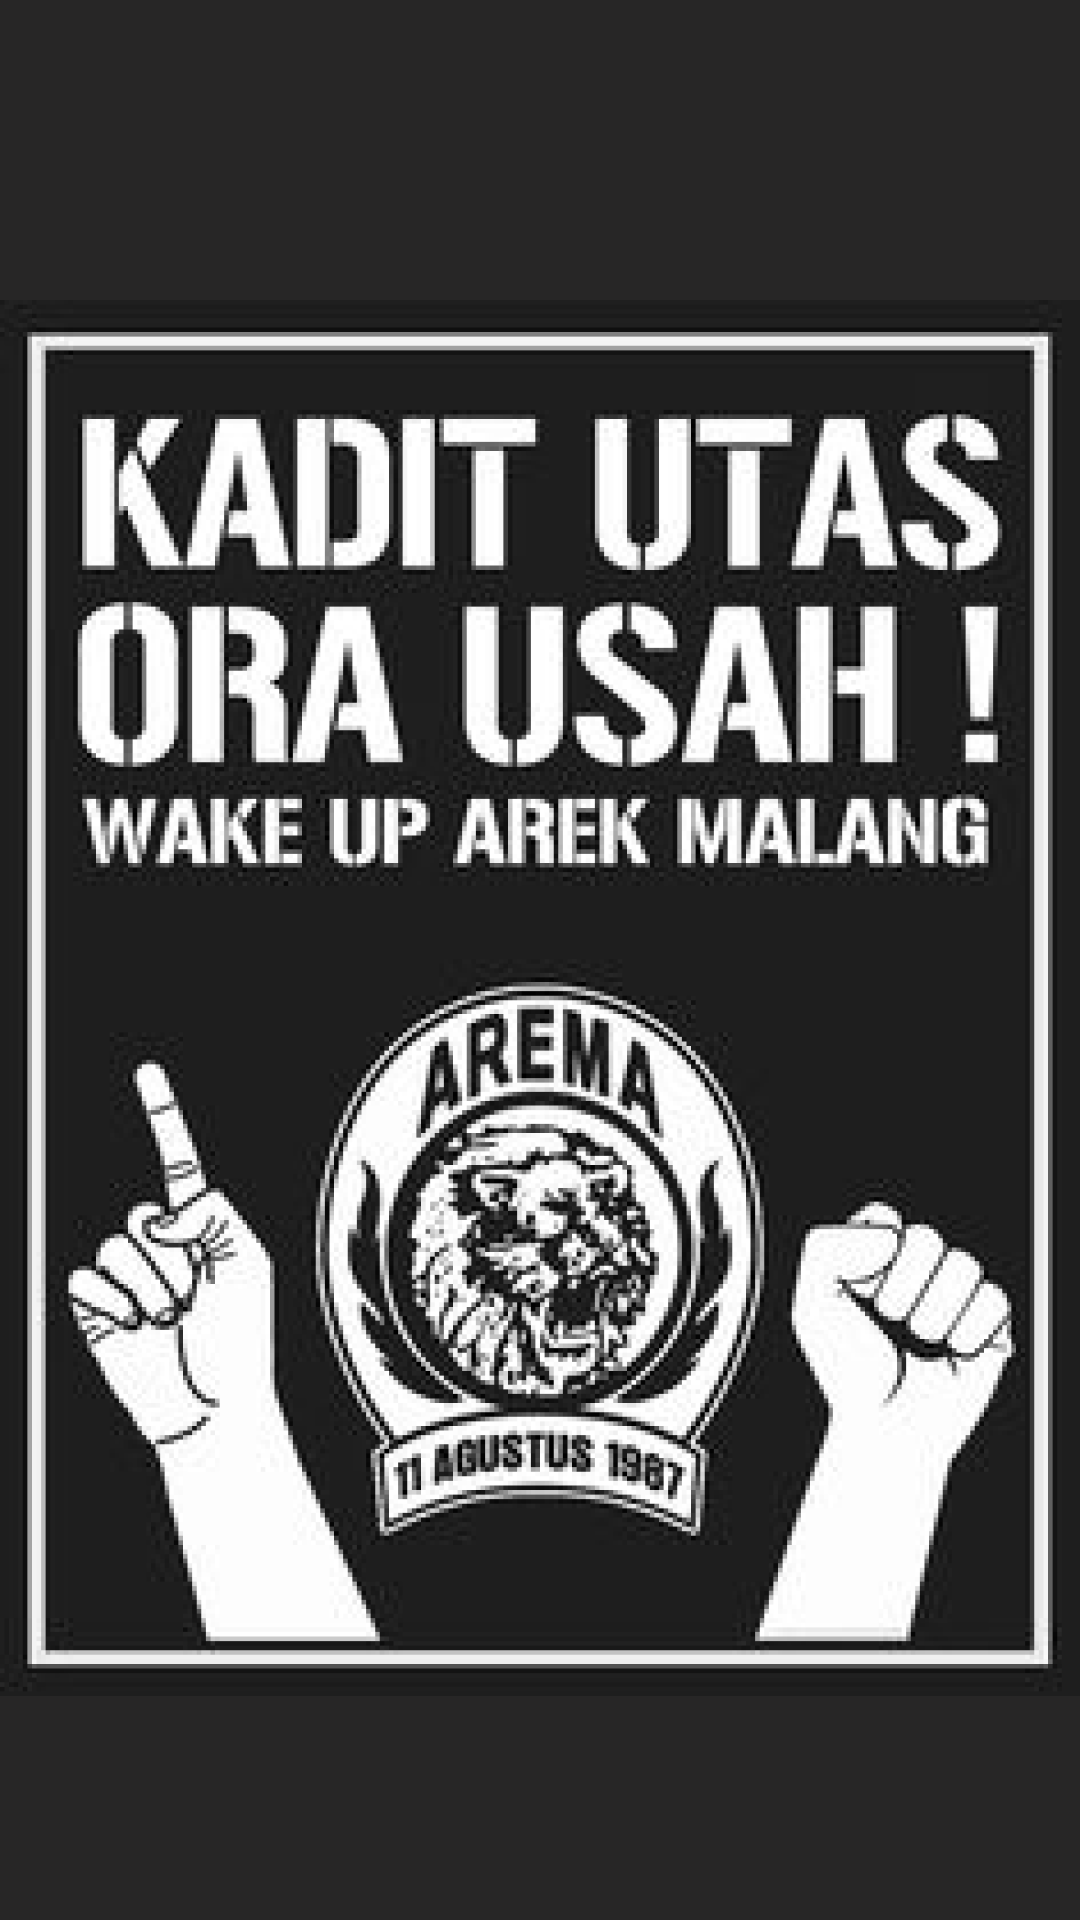 KADIT UTAS
ORA USAH !
WAKE UP AREK MALANG
AREMA
11 AGUSTUS 1987